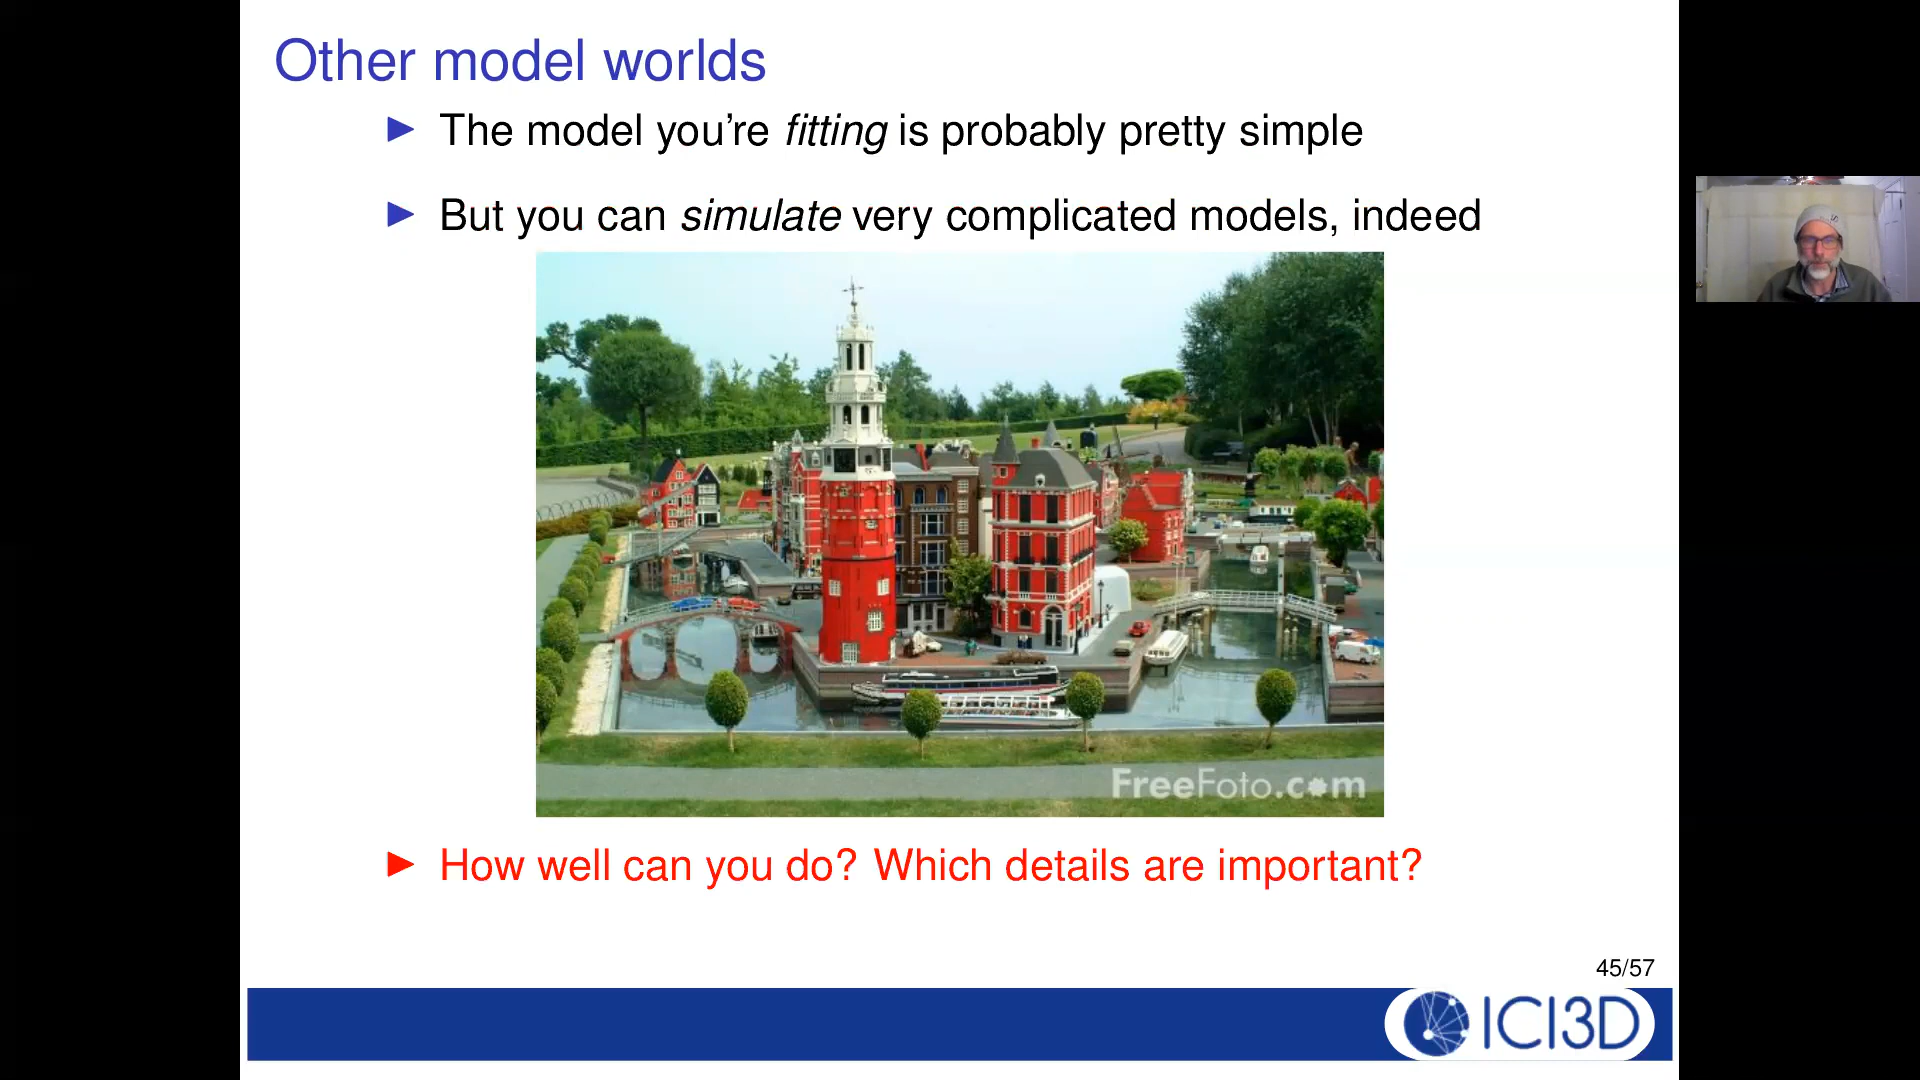 Other model worlds
The model you're fitting is probably pretty simple
But you can simulate very complicated models, indeed
FreeFoto.com
How well can you do? Which details are important?
45/57
ICI3D